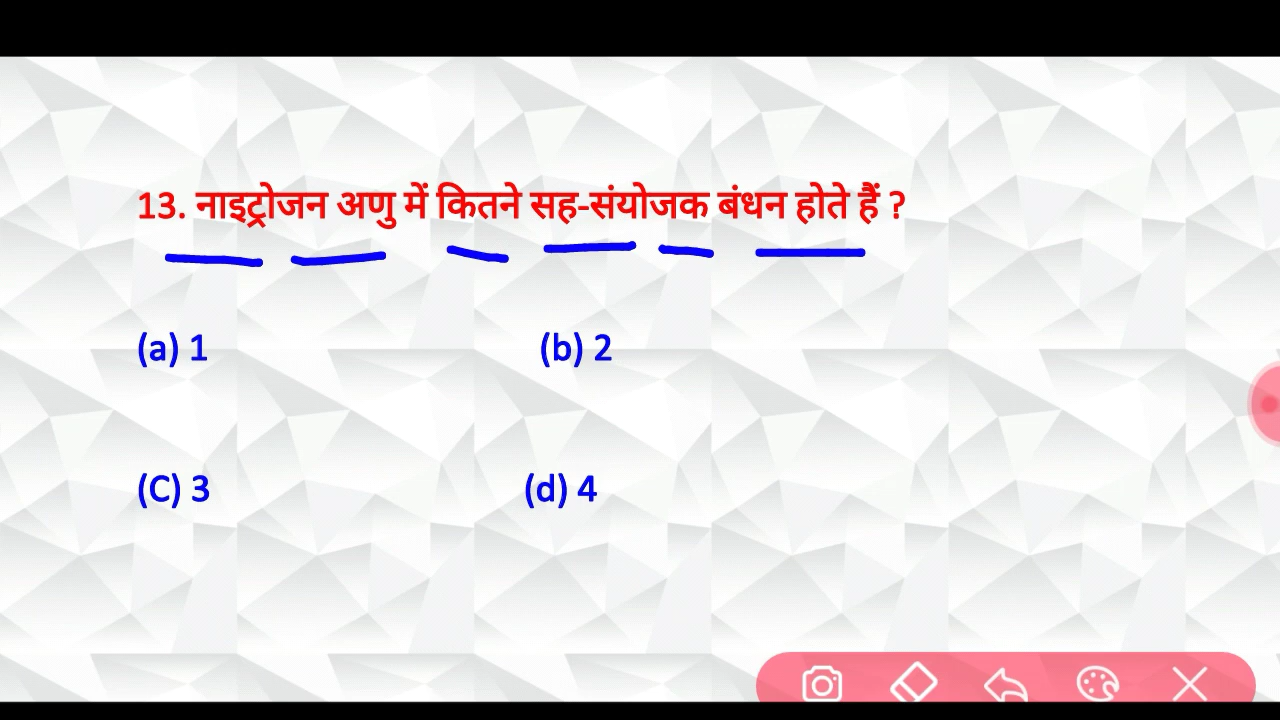 13. नाइट्रोजन अणु में कितने सह-संयोजक बंधन होते हैं ?
(a) 1 (b) 2
(C) 3 (d) 4